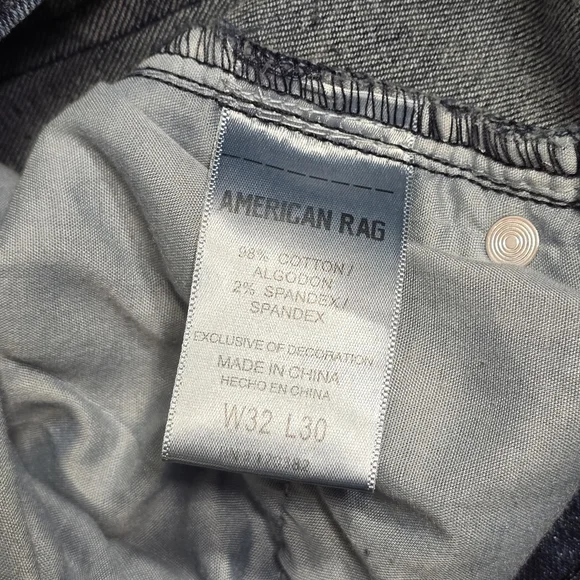 AMERICAN RAG
98% COTTON/
ALGODON
2% SPANDEX/
SPANDEX
EXCLUSIVE OF DECORATION
MADE IN CHINA
HECHO EN CHINA
W32 L30